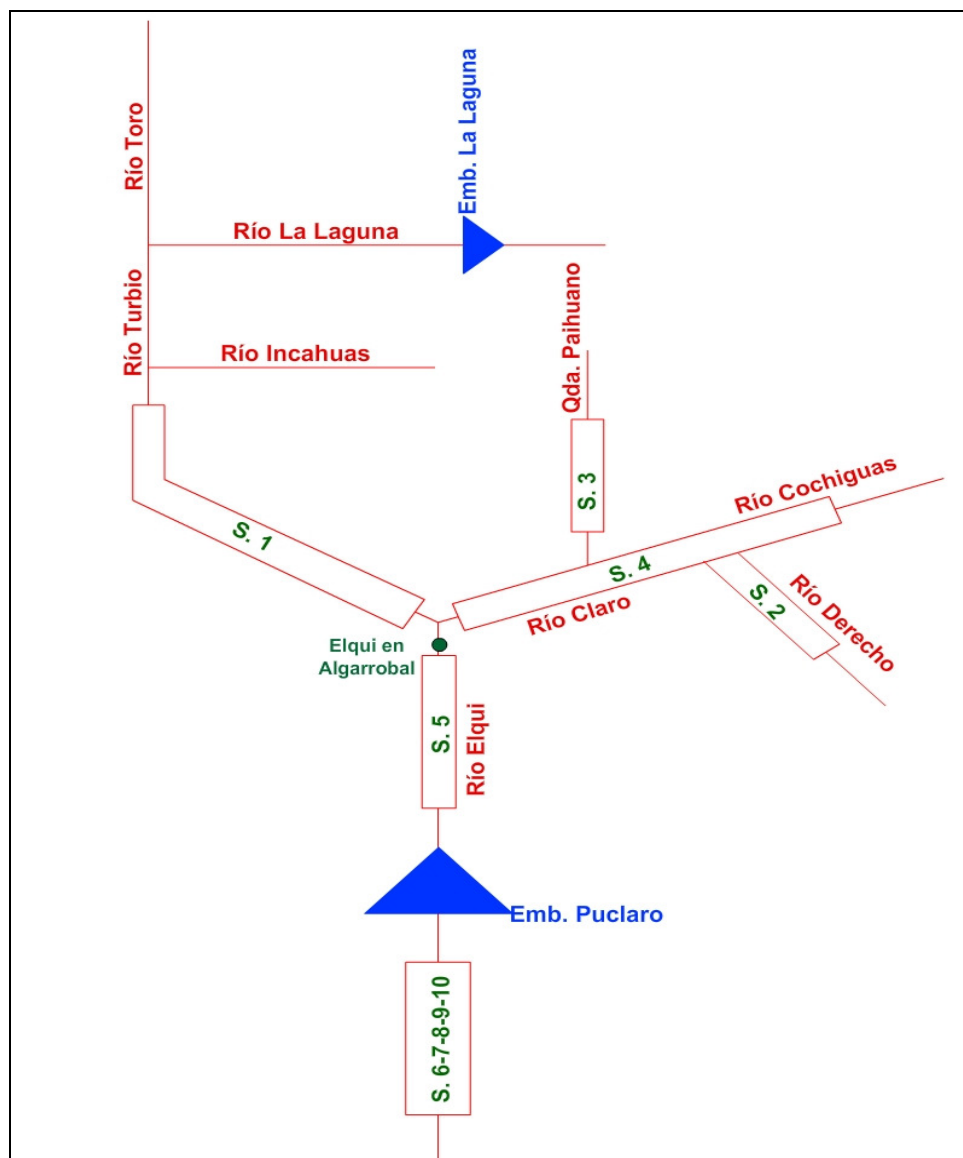 Río Toro
Emb. La Laguna
Río La Laguna
Río Turbio
Río Incahuas
Qda. Paihuano
S. 3
Río Cochiguas
S. 1
S. 4
Río Claro
S. 2
Río Derecho
Elqui en
Algarrobal
S. 5
Río Elqui
Emb. Puclaro
S. 6-7-8-9-10